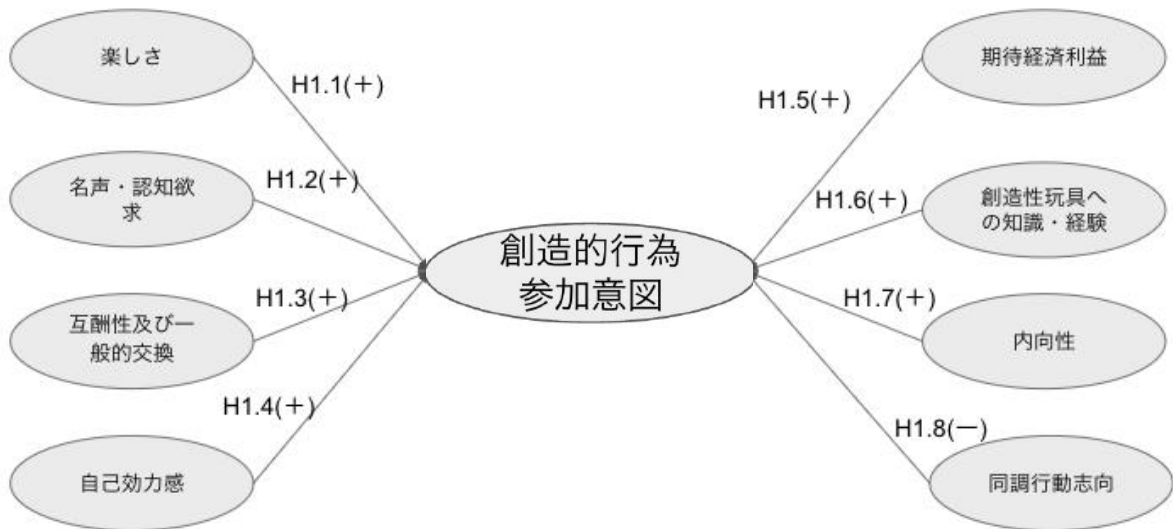 楽しさ
H1.1(+)
名声・認知欲
求
H1.2(+)
互酬性及び一
般的交換
H1.3(+)
自己効力感
H1.4(+)
創造的行為
参加意図
期待経済利益
H1.5(+)
創造性玩具へ
の知識・経験
H1.6(+)
内向性
H1.7(+)
同調行動志向
H1.8(ー)